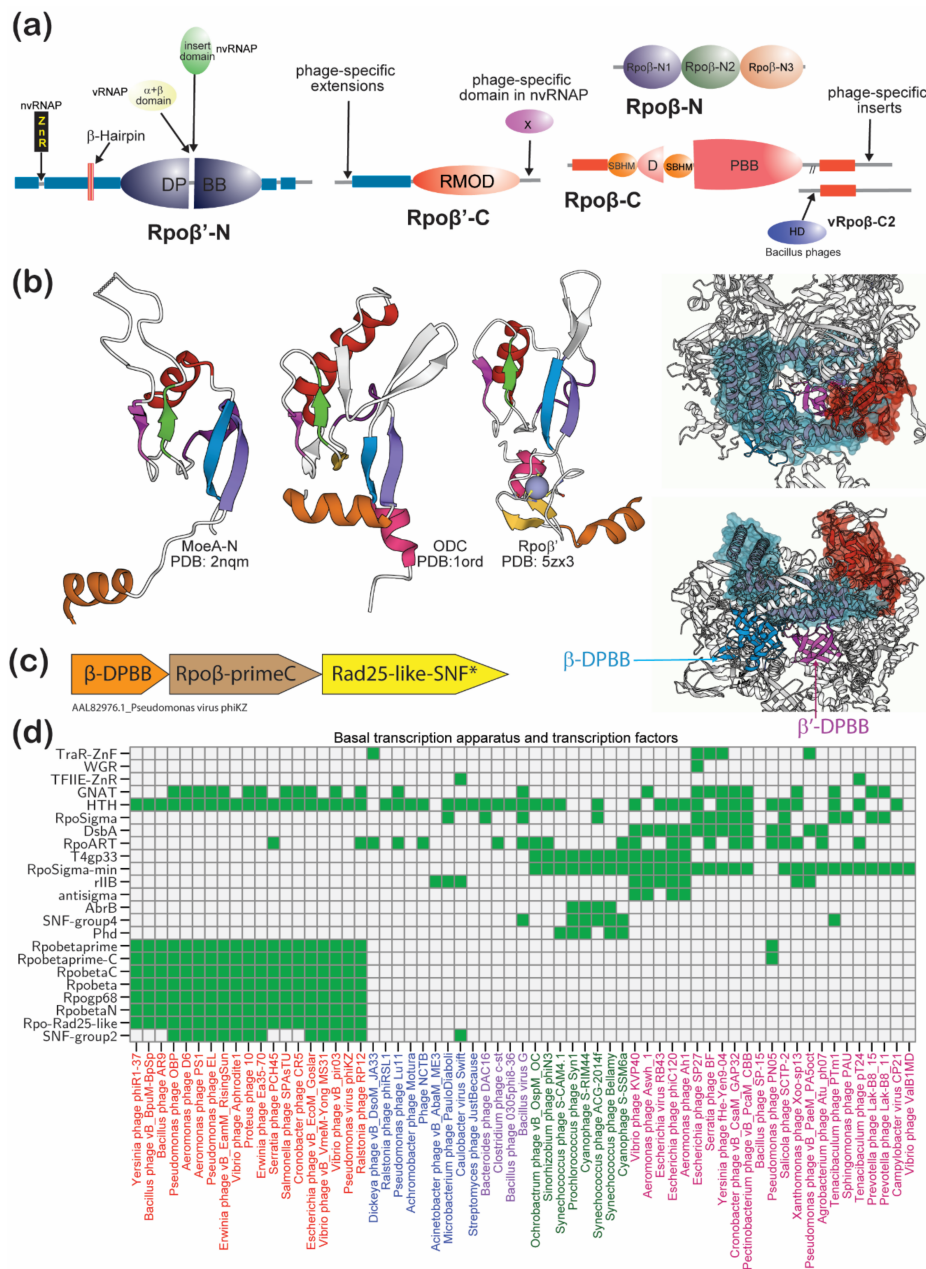 (a)
insert
domain
nvRNAP
vRNAP
α+β
domain
nvRNAP
ZnR
β-Hairpin
DP
BB
Rpoβ'-N
phage-specific
extensions
phage-specific
domain in nvRNAP
x
RMOD
Rpoβ'-C
Rpoβ-N1
Rpoβ-N2
Rpoβ-N3
Rpoβ-N
phage-specific
inserts
SBHM
D
SBHM
PBB
//
Rpoβ-C
vRpoβ-C2
HD
Bacillus phages
(b)
MoeA-N
PDB: 2nqm
ODC
PDB:1ord
Rpoβ'
PDB: 5zx3
β-DPBB
β'-DPBB
(c)
β-DPBB
Rpoβ-primeC
Rad25-like-SNF*
AAL82976.1_Pseudomonas virus phiKZ
(d)
Basal transcription apparatus and transcription factors
TraR-ZnF
WGR
TFIIE-ZnR
GNAT
HTH
RpoSigma
DsbA
RpoART
T4gp33
RpoSigma-min
rIIB
antisigma
AbrB
SNF-group4
Phd
Rpobetaprime
Rpobetaprime-C
RpobetaC
Rpobeta
Rpogp68
RpobetaN
Rpo-Rad25-like
SNF-group2
Yersinia phage phiR1-37
Bacillus phage vB_BpuM-BpSp
Bacillus phage AR9
Pseudomonas phage OBP
Aeromonas phage D6
Aeromonas phage PS1
Pseudomonas phage EL
Erwinia phage vB_EamM_RisingSun
Vibrio phage Aphrodite1
Proteus phage 10
Erwinia phage Ea35-70
Serratia phage PCH45
Salmonella phage SPAsTU
Cronobacter phage CR5
Escherichia phage vB_EcoM_Goslar
Vibrio phage vB_VmeM-Yong MS31
Vibrio phage pVp03
Pseudomonas virus phiKZ
Ralstonia phage RP12
Dickeya phage vB_DsoM_JA33
Ralstonia phage phiRSL1
Pseudomonas phage Lu11
Achromobacter phage Motura
Phage NCTB
Acinetobacter phage vB_AbaM_ME3
Microbacterium phage PauloDiaboli
Caulobacter virus Swift
Streptomyces phage JustBecause
Bacteroides phage DAC16
Clostridium phage c-st
Bacillus phage 0305phi8-36
Bacillus virus G
Ochrobactrum phage vB_OspM_OC
Sinorhizobium phage phiN3
Synechococcus phage S-CAM4.1
Cyanophage S-RIM44
Prochlorococcus phage Syn1
Synechococcus phage ACG-2014f
Synechococcus phage Bellamy
Cyanophage S-SSM6a
Vibrio phage KVP40
Aeromonas phage Aswh_1
Escherichia phage RB43
Escherichia phage phiC120
Aeromonas phage Ah1
Escherichia phage SP27
Serratia phage BF
Yersinia phage fHe-Yen9-04
Cronobacter phage vB_CsaM_GAP32
Pectinobacterium phage vB_PcaM_CBB
Bacillus phage SP-15
Pseudomonas phage PN05
Salicola phage SCTP-2
Xanthomonas phage Xoo-sp13
Pseudomonas phage vB_PaeM_PA5oct
Agrobacterium phage Atu_ph07
Tenacibaculum phage PTm1
Sphingomonas phage PAU
Tenacibaculum phage pT24
Prevotella phage Lak-B8_15
Prevotella phage Lak-B8_11
Campylobacter virus CP21
Vibrio phage VaB1MD